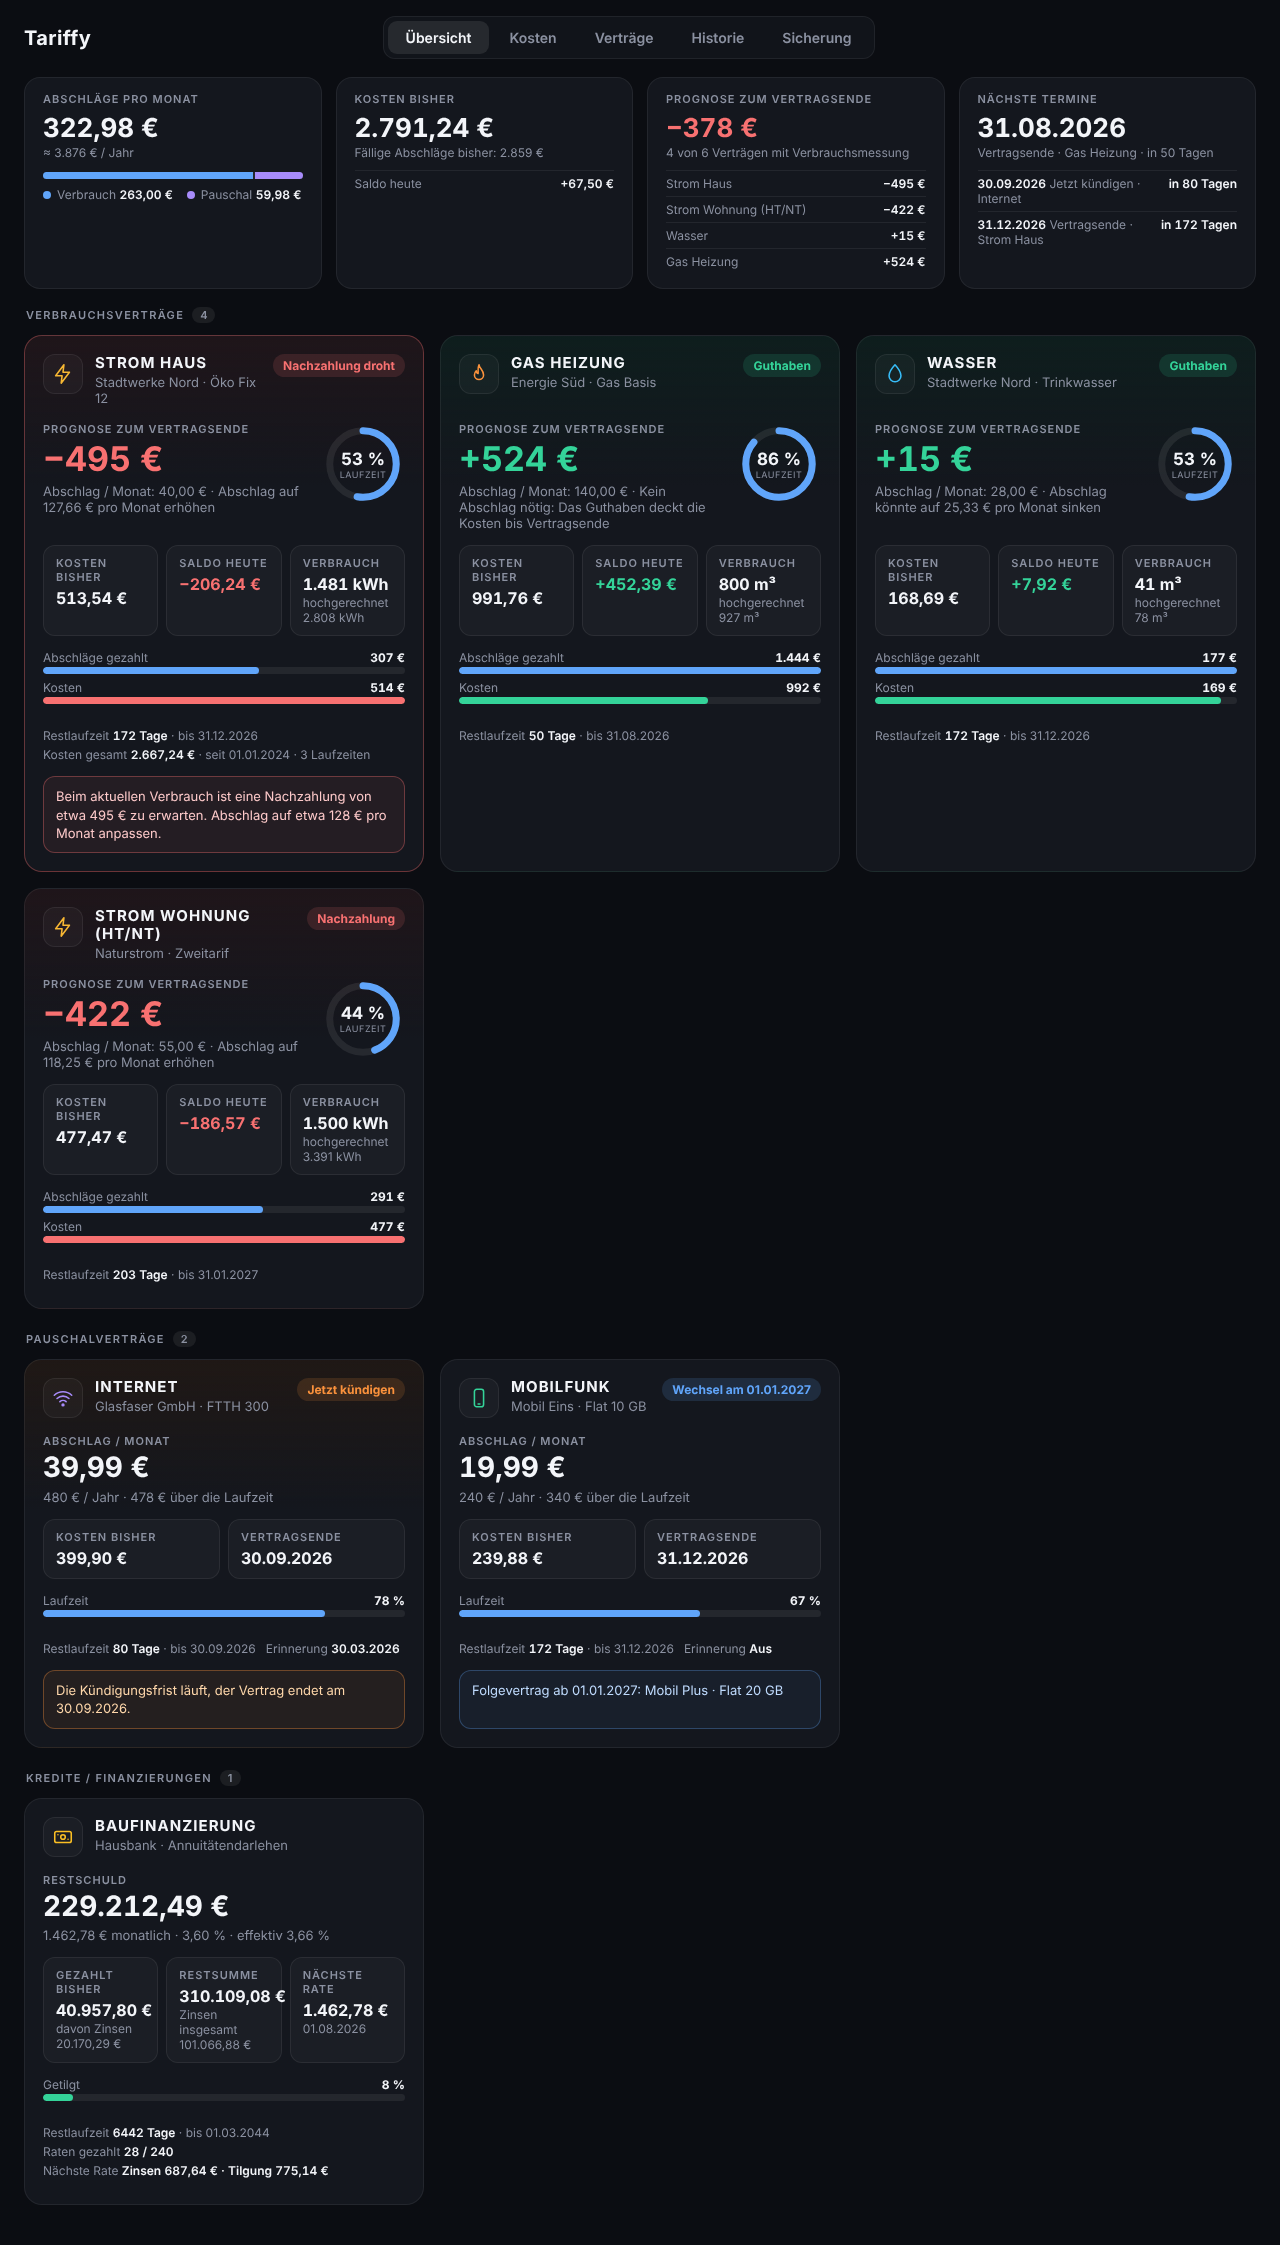 Tariffy
Übersicht
Kosten
Verträge
Historie
Sicherung
ABSCHLÄGE PRO MONAT
322,98 €
≈ 3.876 € / Jahr
Verbrauch 263,00 €
Pauschal 59,98 €
KOSTEN BISHER
2.791,24 €
Fällige Abschläge bisher: 2.859 €
Saldo heute +67,50 €
PROGNOSE ZUM VERTRAGSENDE
−378 €
4 von 6 Verträgen mit Verbrauchsmessung
Strom Haus −495 €
Strom Wohnung (HT/NT) −422 €
Wasser +15 €
Gas Heizung +524 €
NÄCHSTE TERMINE
31.08.2026
Vertragsende · Gas Heizung · in 50 Tagen
30.09.2026 Jetzt kündigen · in 80 Tagen
Internet
31.12.2026 Vertragsende · in 172 Tagen
Strom Haus
VERBRAUCHSVERTRÄGE 4
STROM HAUS
Nachzahlung droht
Stadtwerke Nord · Öko Fix
12
PROGNOSE ZUM VERTRAGSENDE
−495 €
53 %
LAUFZEIT
Abschlag / Monat: 40,00 € · Abschlag auf
127,66 € pro Monat erhöhen
KOSTEN
BISHER
513,54 €
SALDO HEUTE
−206,24 €
VERBRAUCH
1.481 kWh
hochgerechnet
2.808 kWh
Abschläge gezahlt 307 €
Kosten 514 €
Restlaufzeit 172 Tage · bis 31.12.2026
Kosten gesamt 2.667,24 € · seit 01.01.2024 · 3 Laufzeiten
Beim aktuellen Verbrauch ist eine Nachzahlung von
etwa 495 € zu erwarten. Abschlag auf etwa 128 € pro
Monat anpassen.
GAS HEIZUNG
Guthaben
Energie Süd · Gas Basis
PROGNOSE ZUM VERTRAGSENDE
+524 €
86 %
LAUFZEIT
Abschlag / Monat: 140,00 € · Kein
Abschlag nötig: Das Guthaben deckt die
Kosten bis Vertragsende
KOSTEN
BISHER
991,76 €
SALDO HEUTE
+452,39 €
VERBRAUCH
800 m³
hochgerechnet
927 m³
Abschläge gezahlt 1.444 €
Kosten 992 €
Restlaufzeit 50 Tage · bis 31.08.2026
WASSER
Guthaben
Stadtwerke Nord · Trinkwasser
PROGNOSE ZUM VERTRAGSENDE
+15 €
53 %
LAUFZEIT
Abschlag / Monat: 28,00 € · Abschlag
könnte auf 25,33 € pro Monat sinken
KOSTEN
BISHER
168,69 €
SALDO HEUTE
+7,92 €
VERBRAUCH
41 m³
hochgerechnet
78 m³
Abschläge gezahlt 177 €
Kosten 169 €
Restlaufzeit 172 Tage · bis 31.12.2026
STROM WOHNUNG
(HT/NT)
Nachzahlung
Naturstrom · Zweitarif
PROGNOSE ZUM VERTRAGSENDE
−422 €
44 %
LAUFZEIT
Abschlag / Monat: 55,00 € · Abschlag auf
118,25 € pro Monat erhöhen
KOSTEN
BISHER
477,47 €
SALDO HEUTE
−186,57 €
VERBRAUCH
1.500 kWh
hochgerechnet
3.391 kWh
Abschläge gezahlt 291 €
Kosten 477 €
Restlaufzeit 203 Tage · bis 31.01.2027
PAUSCHALVERTRÄGE 2
INTERNET
Jetzt kündigen
Glasfaser GmbH · FTTH 300
ABSCHLAG / MONAT
39,99 €
480 € / Jahr · 478 € über die Laufzeit
KOSTEN BISHER
399,90 €
VERTRAGSENDE
30.09.2026
Laufzeit 78 %
Restlaufzeit 80 Tage · bis 30.09.2026 Erinnerung 30.03.2026
Die Kündigungsfrist läuft, der Vertrag endet am
30.09.2026.
MOBILFUNK
Wechsel am 01.01.2027
Mobil Eins · Flat 10 GB
ABSCHLAG / MONAT
19,99 €
240 € / Jahr · 340 € über die Laufzeit
KOSTEN BISHER
239,88 €
VERTRAGSENDE
31.12.2026
Laufzeit 67 %
Restlaufzeit 172 Tage · bis 31.12.2026 Erinnerung Aus
Folgevertrag ab 01.01.2027: Mobil Plus · Flat 20 GB
KREDITE / FINANZIERUNGEN 1
BAUFINANZIERUNG
Hausbank · Annuitätendarlehen
RESTSCHULD
229.212,49 €
1.462,78 € monatlich · 3,60 % · effektiv 3,66 %
GEZAHLT
BISHER
40.957,80 €
davon Zinsen
20.170,29 €
RESTSUMME
310.109,08 €
Zinsen
insgesamt
101.066,88 €
NÄCHSTE
RATE
1.462,78 €
01.08.2026
Getilgt 8 %
Restlaufzeit 6442 Tage · bis 01.03.2044
Raten gezahlt 28 / 240
Nächste Rate Zinsen 687,64 € · Tilgung 775,14 €